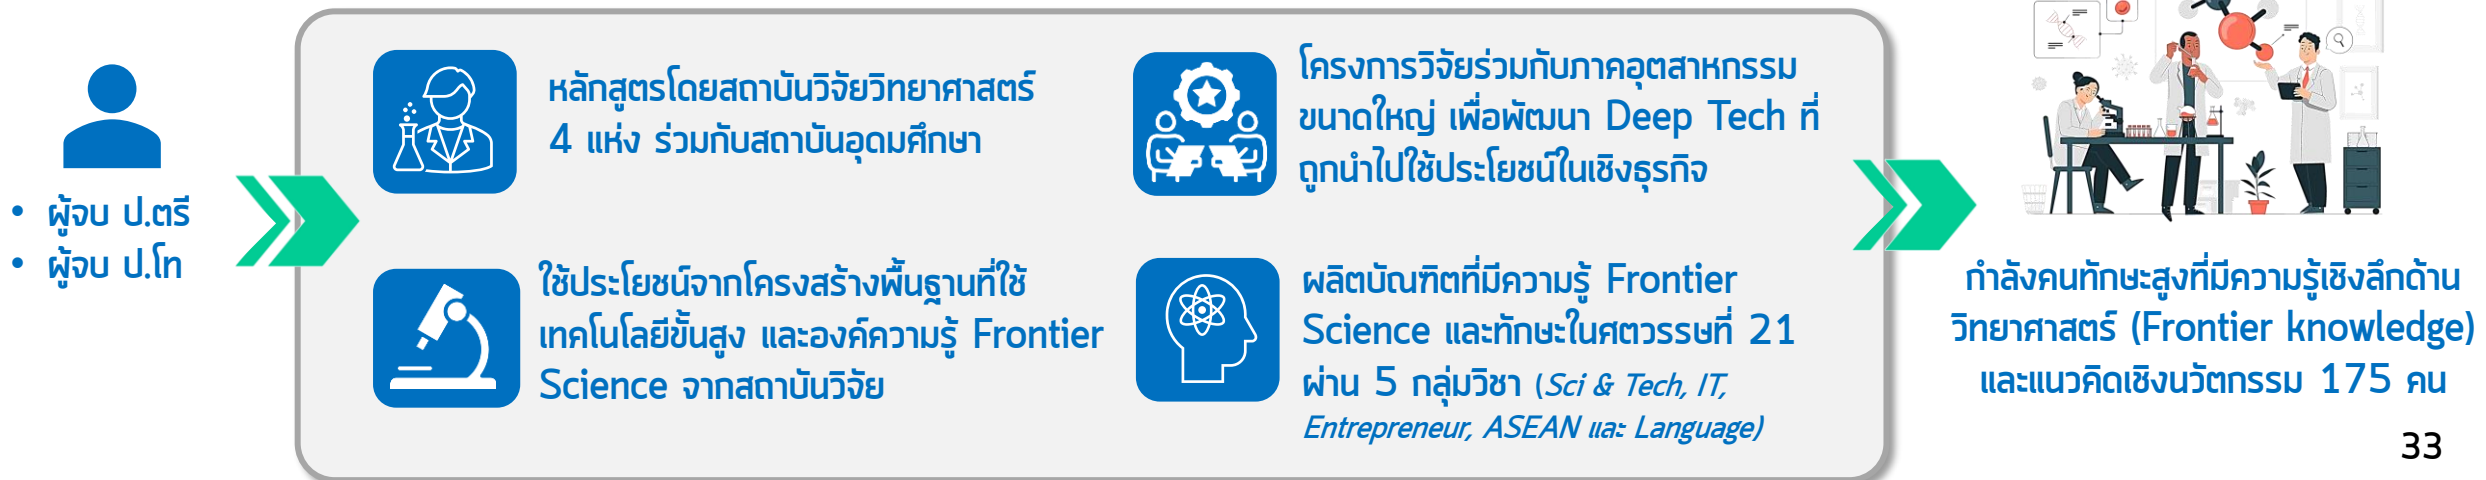 • ผู้จบ ป.ตรี
• ผู้จบ ป.โท
หลักสูตรโดยสถาบันวิจัยวิทยาศาสตร์
4 แห่ง ร่วมกับสถาบันอุดมศึกษา
โครงการวิจัยร่วมกับภาคอุตสาหกรรม
ขนาดใหญ่ เพื่อพัฒนา Deep Tech ที่
ถูกนำไปใช้ประโยชน์ในเชิงธุรกิจ
ใช้ประโยชน์จากโครงสร้างพื้นฐานที่ใช้
เทคโนโลยีขั้นสูง และองค์ความรู้ Frontier
Science จากสถาบันวิจัย
ผลิตบัณฑิตที่มีความรู้ Frontier
Science และทักษะในศตวรรษที่ 21
ผ่าน 5 กลุ่มวิชา (Sci & Tech, IT,
Entrepreneur, ASEAN และ Language)
กำลังคนทักษะสูงที่มีความรู้เชิงลึกด้าน
วิทยาศาสตร์ (Frontier knowledge)
และแนวคิดเชิงนวัตกรรม 175 คน
33